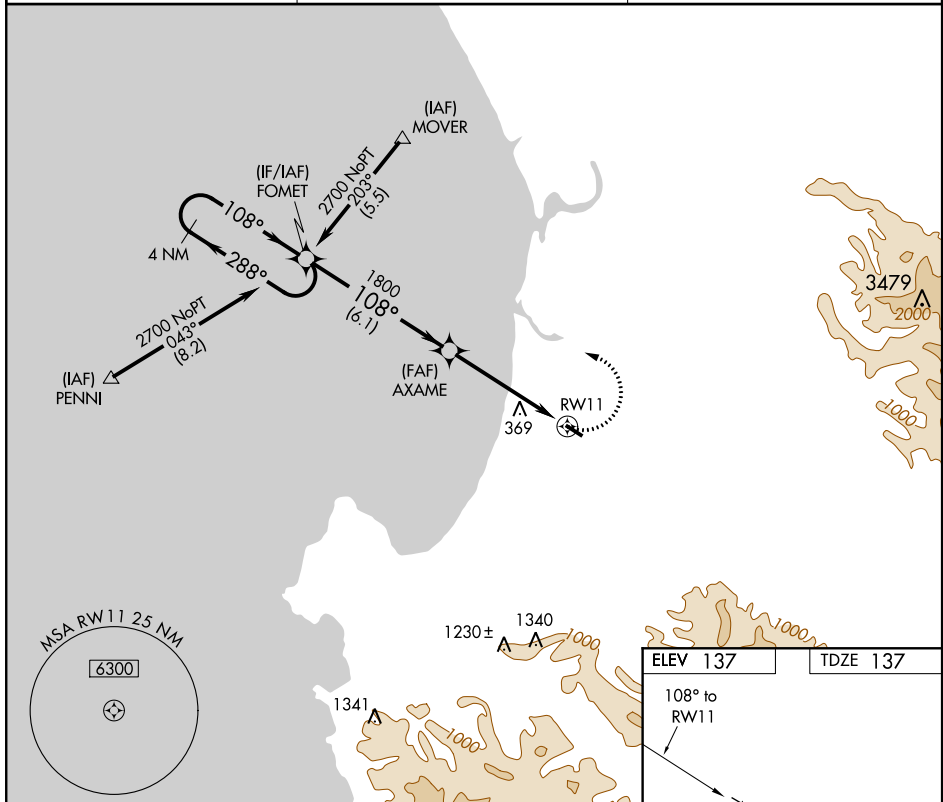 (IAF)
MOVER
(IF/IAF)
FOMET
2700 NoPT
203°
(5.5)
108°
4 NM
288°
3479
2000
1800
108°
(6.1)
2700 NoPT
043°
(8.2)
(IAF)
PENNI
(FAF)
AXAME
RW11
369
1000
MSA RW11 25 NM
6300
1230±
1340
1000
1000
1341
1000
ELEV 137
TDZE 137
108° to
RW11